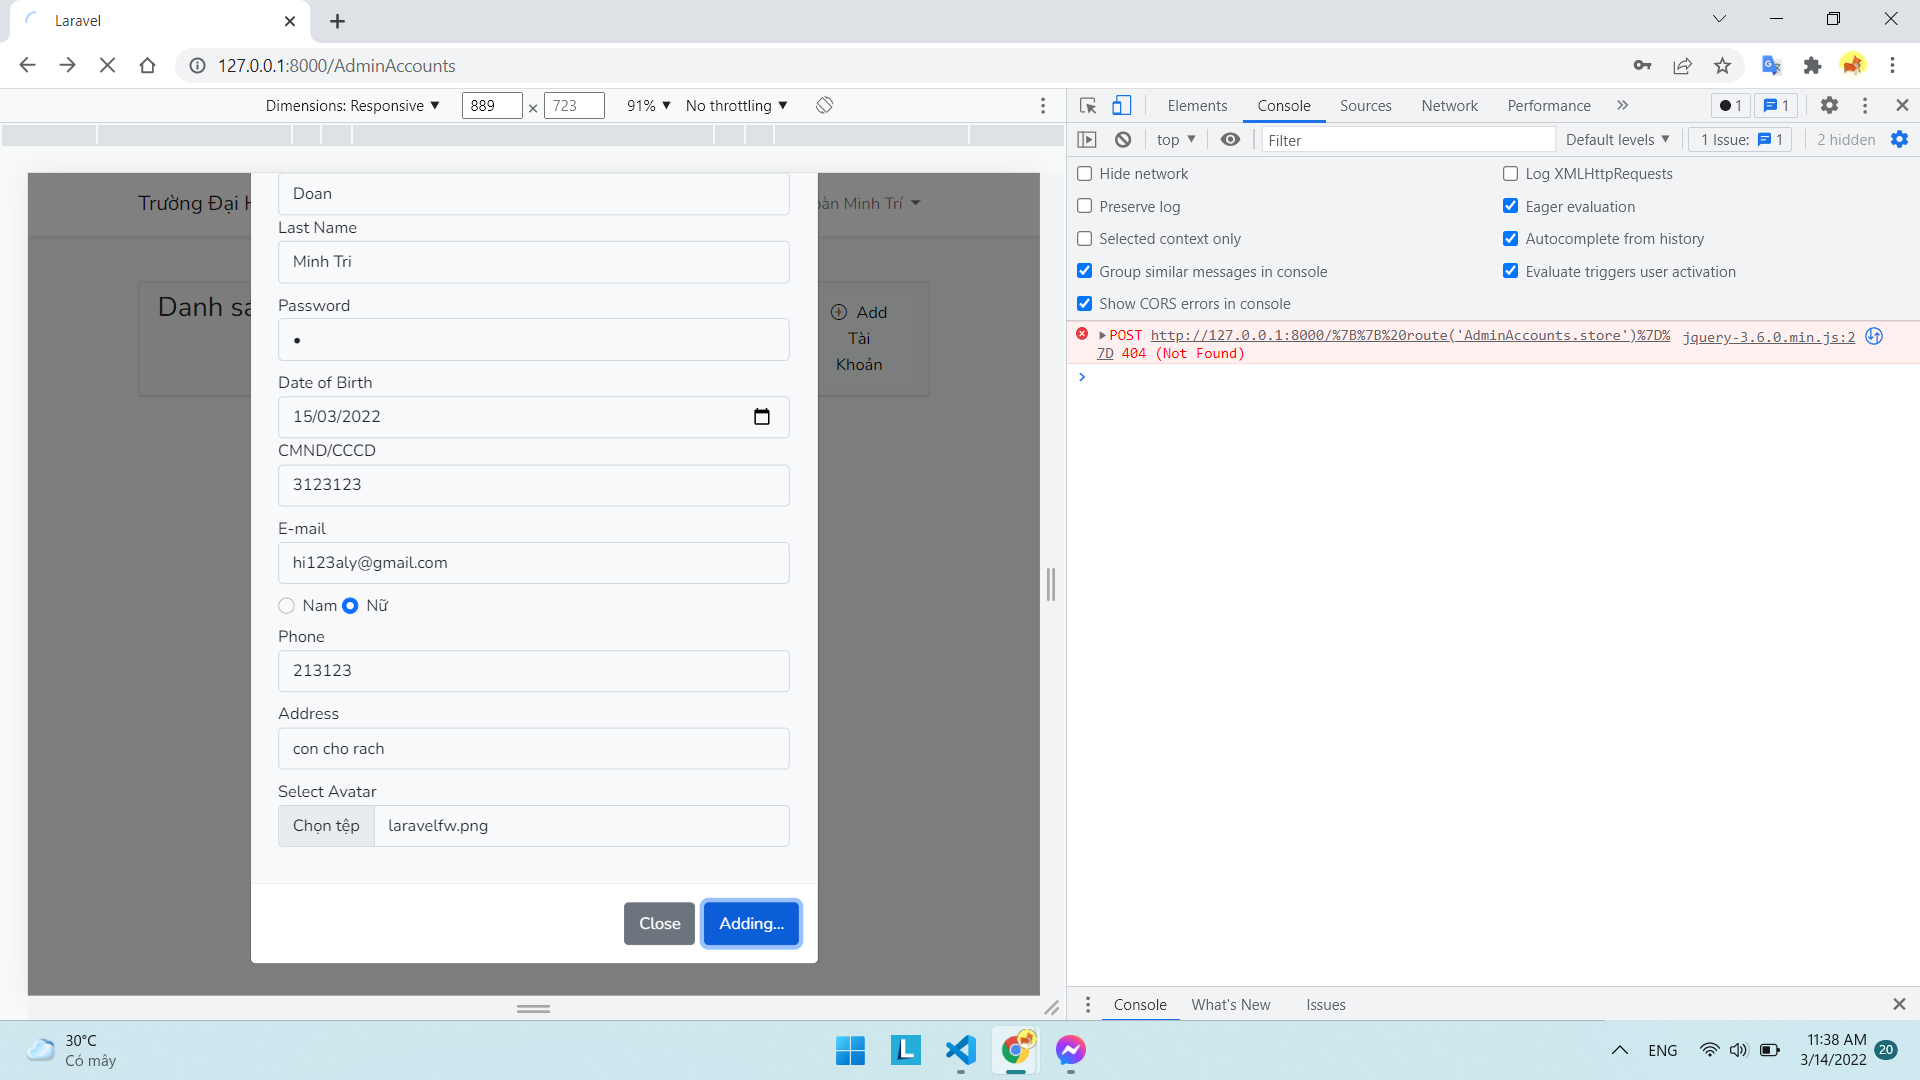 Laravel
127.0.0.1:8000/AdminAccounts
Dimensions: Responsive ▼ 889 × 723 91% ▼ No throttling ▼
Trường Đại H
àn Minh Trí
Danh sá
Add
Tài
Khoản
Doan
Last Name
Minh Tri
Password
•
Date of Birth
15/03/2022
CMND/CCCD
3123123
E-mail
hi123aly@gmail.com
Nam Nữ
Phone
213123
Address
con cho rach
Select Avatar
Chọn tệp laravelfw.png
Close Adding...
Elements Console Sources Network Performance » 1 1
top ▼ Filter Default levels ▼ 1 Issue: 1 2 hidden
Hide network Log XMLHttpRequests
Preserve log Eager evaluation
Selected context only Autocomplete from history
Group similar messages in console Evaluate triggers user activation
Show CORS errors in console
POST http://127.0.0.1:8000/%7B%7B%20route('AdminAccounts.store')%7D% jquery-3.6.0.min.js:2
7D 404 (Not Found)
Console What's New Issues
30°C
Có mây
L
ENG
11:38 AM
3/14/2022
20